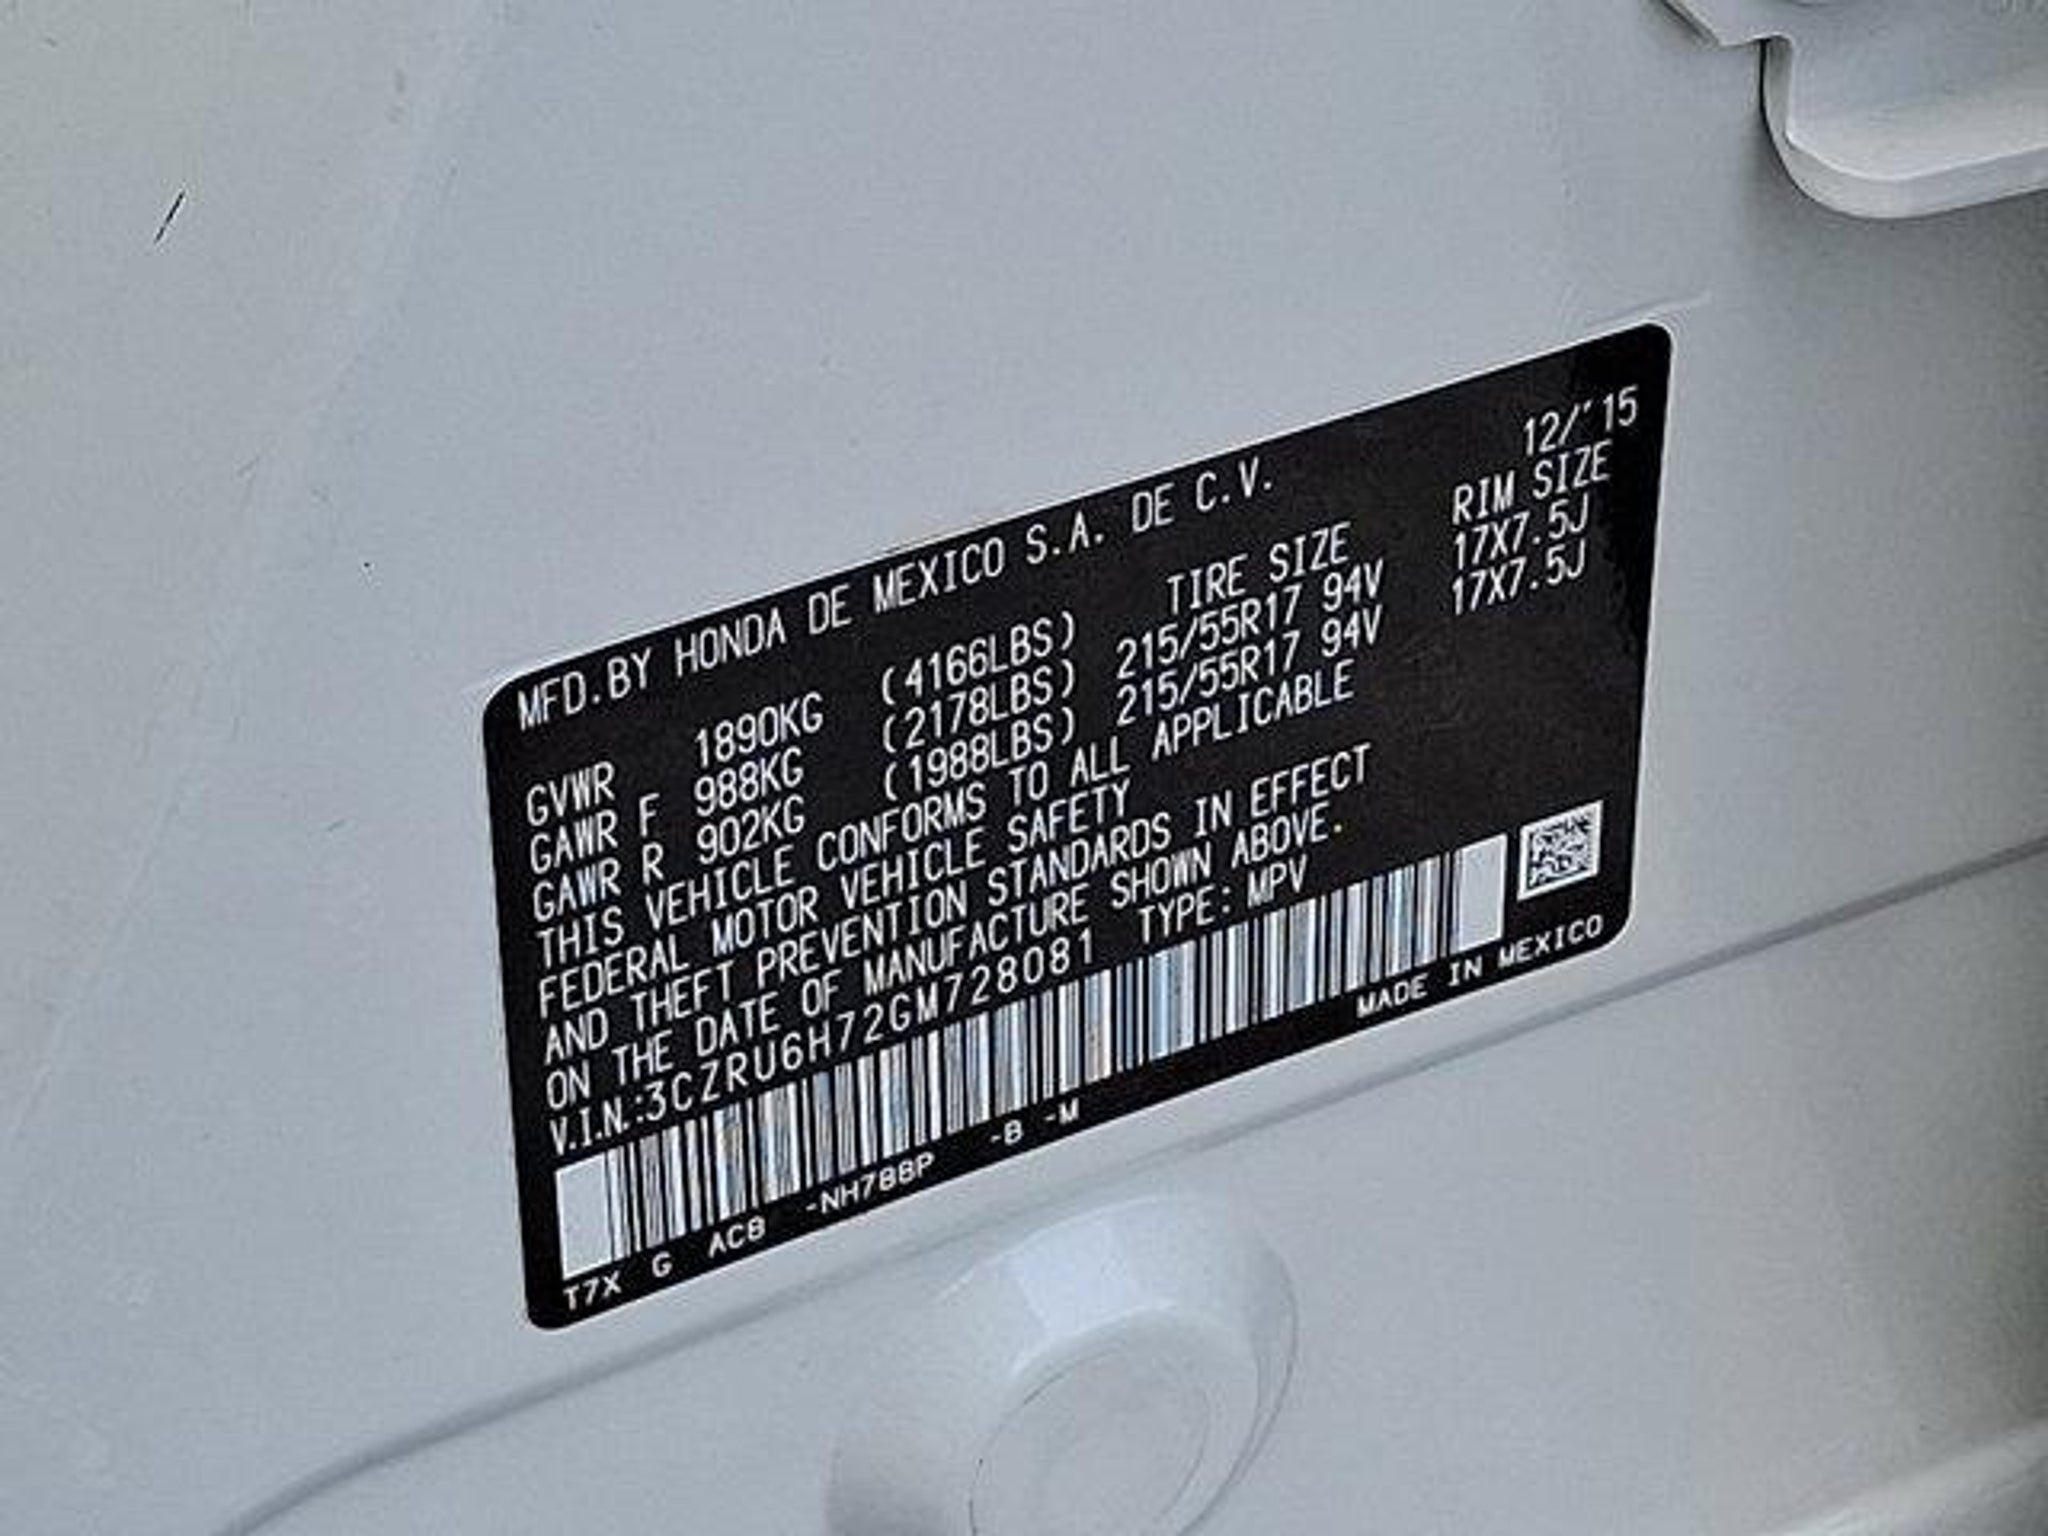 MFD.BY HONDA DE MEXICO S.A. DE C.V. 12/'15
TIRE SIZE RIM SIZE
GVWR 1890KG (4166LBS)
GAWR F 988KG (2178LBS) 215/55R17 94V 17X7.5J
GAWR R 902KG (1988LBS) 215/55R17 94V 17X7.5J
THIS VEHICLE CONFORMS TO ALL APPLICABLE
FEDERAL MOTOR VEHICLE SAFETY
AND THEFT PREVENTION STANDARDS IN EFFECT
ON THE DATE OF MANUFACTURE SHOWN ABOVE.
V.I.N.:3CZRU6H72GM728081 TYPE: MPV
T7X G AC8 -NH788P -B -M MADE IN MEXICO